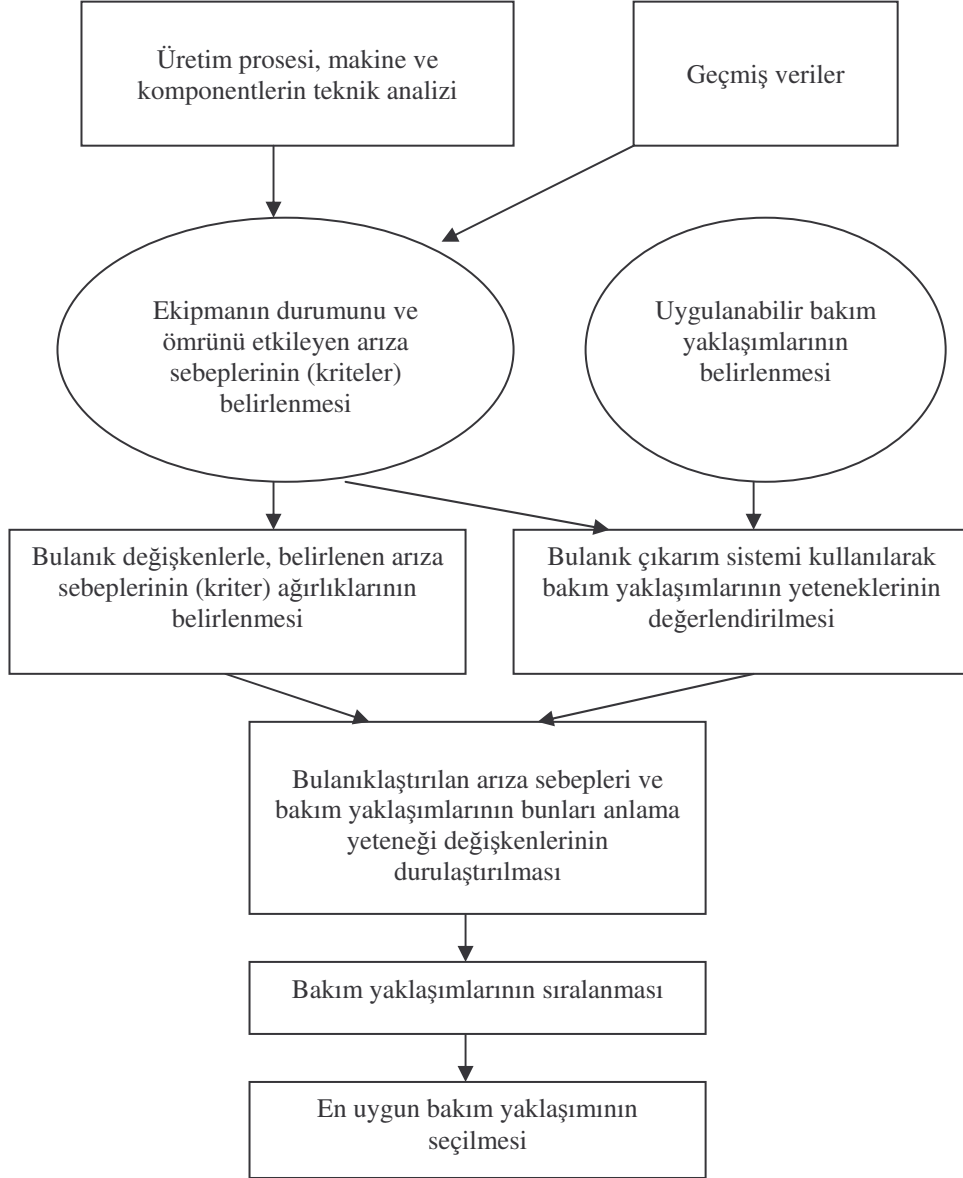 Üretim prosesi, makine ve
komponentlerin teknik analizi
Geçmiş veriler
Ekipmanın durumunu ve
ömrünü etkileyen arıza
sebeplerinin (kriteler)
belirlenmesi
Uygulanabilir bakım
yaklaşımlarının
belirlenmesi
Bulanık değişkenlerle, belirlenen arıza
sebeplerinin (kriter) ağırlıklarının
belirlenmesi
Bulanık çıkarım sistemi kullanılarak
bakım yaklaşımlarının yeteneklerinin
değerlendirilmesi
Bulanıklaştırılan arıza sebepleri ve
bakım yaklaşımlarının bunları anlama
yeteneği değişkenlerinin
durulaştırılması
Bakım yaklaşımlarının sıralanması
En uygun bakım yaklaşımının
seçilmesi